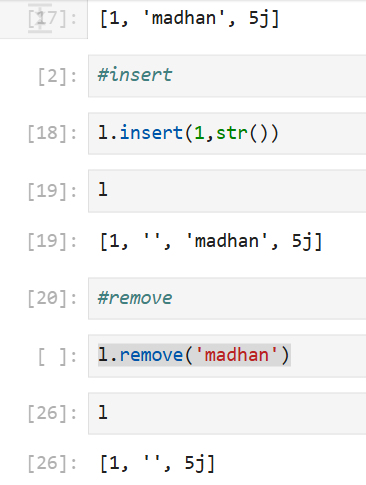 [17]: [1, 'madhan', 5j]
[2]: #insert
[18]: l.insert(1,str())
[19]: l
[19]: [1, '', 'madhan', 5j]
[20]: #remove
[ ]: l.remove('madhan')
[26]: l
[26]: [1, '', 5j]